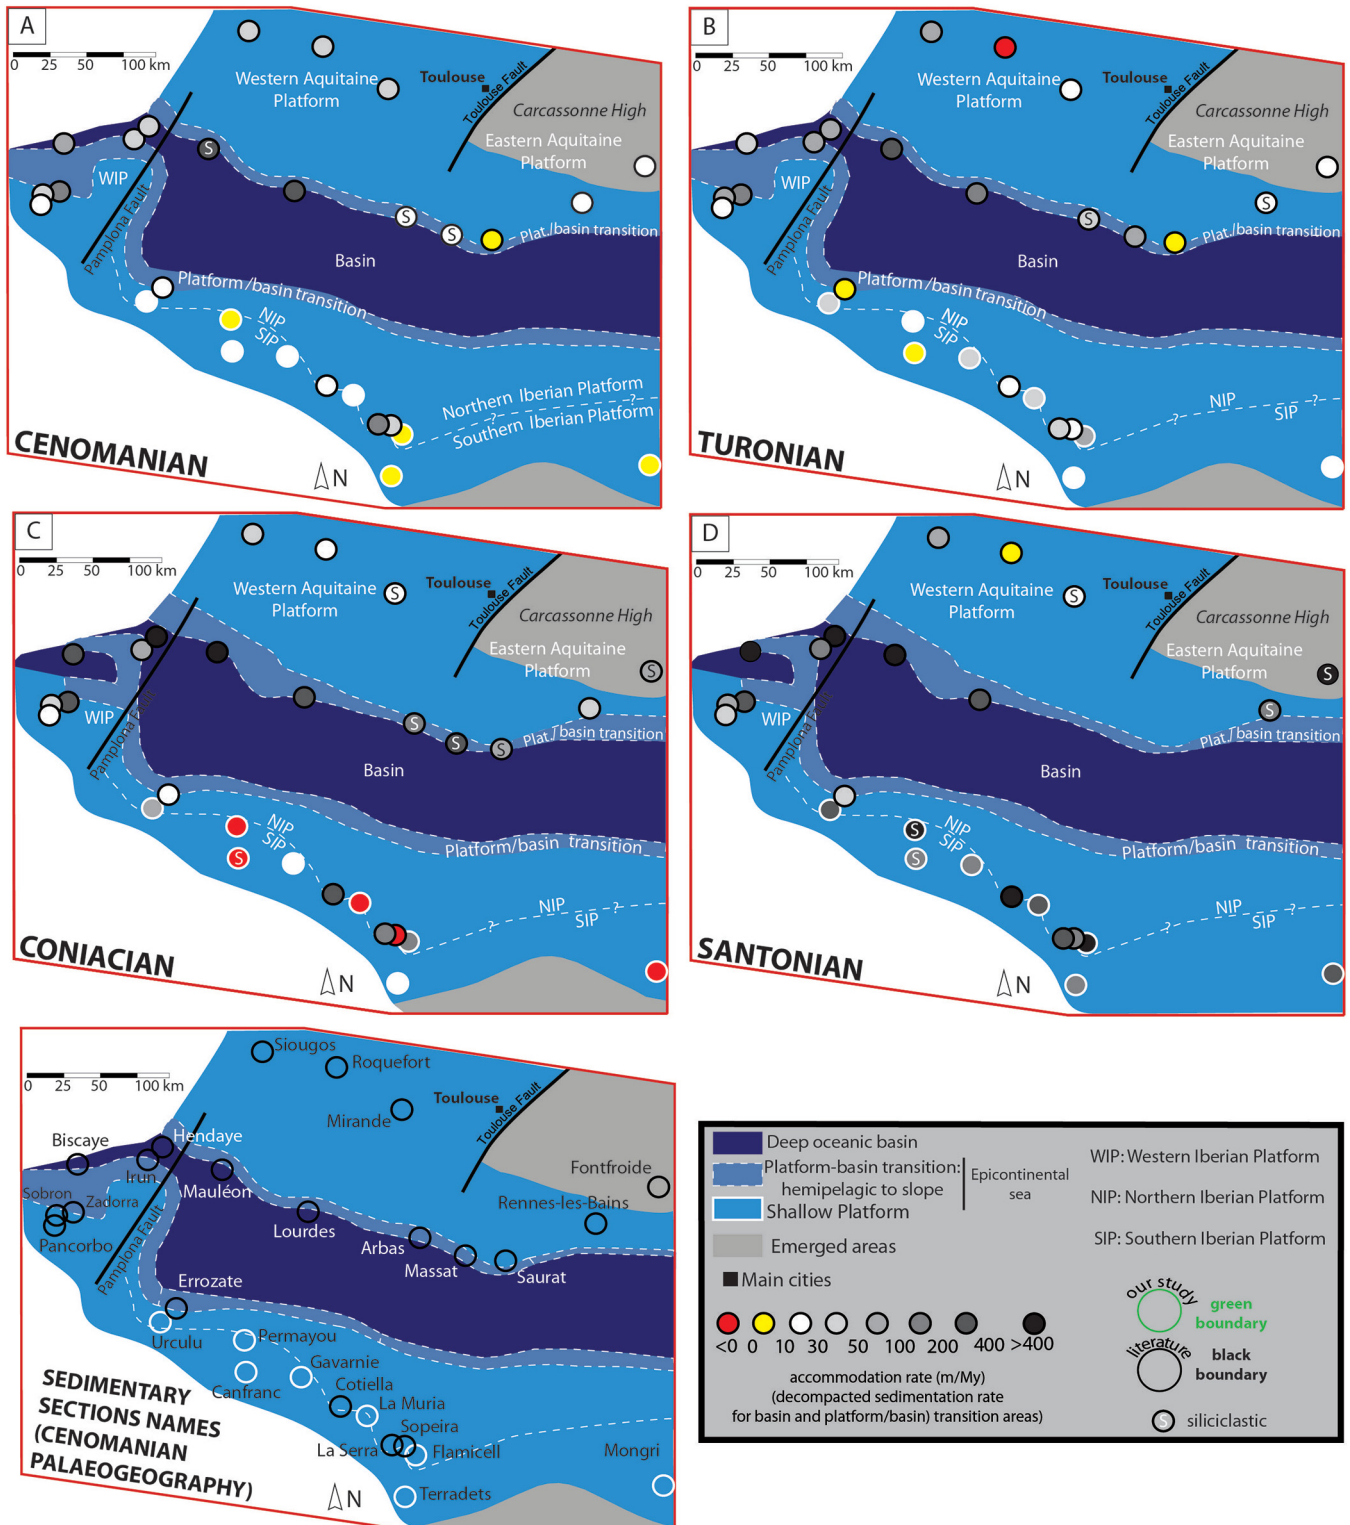 A
0 25 50 100 km
Western Aquitaine
Platform
Toulouse
Toulouse Fault
Carcassonne High
Eastern Aquitaine
Platform
WIP
Pamplona Fault
S
S
S
Plat./basin transition
Basin
Platform/basin transition
NIP
SIP
Northern Iberian Platform
? ?
Southern Iberian Platform
CENOMANIAN
N
B
0 25 50 100 km
Western Aquitaine
Platform
Toulouse
Toulouse Fault
Carcassonne High
Eastern Aquitaine
Platform
WIP
Pamplona Fault
S
S
Plat./basin transition
Basin
Platform/basin transition
NIP
SIP
? NIP ?
SIP
TURONIAN
N
C
0 25 50 100 km
Western Aquitaine
Platform
S
Toulouse
Toulouse Fault
Carcassonne High
Eastern Aquitaine
Platform
S
WIP
Pamplona Fault
S
S
S
Plat./basin transition
Basin
Platform/basin transition
NIP
SIP
S
? NIP ?
SIP
CONIACIAN
N
D
0 25 50 100 km
Western Aquitaine
Platform
S
Toulouse
Toulouse Fault
Carcassonne High
Eastern Aquitaine
Platform
S
WIP
Pamplona Fault
S
Plat./basin transition
Basin
Platform/basin transition
S
NIP
SIP
S
? NIP ?
SIP
SANTONIAN
N
0 25 50 100 km
Siougos
Roquefort
Mirande
Toulouse
Toulouse Fault
Biscaye
Hendaye
Irun
Mauléon
Fontfroide
Rennes-les-Bains
Sobron
Zadorra
Pancorbo
Pamplona Fault
Lourdes
Arbas
Massat
Saurat
Errozate
Urculu
Permayou
Gavarnie
Canfranc
Cotiella
La Muria
Sopeira
La Serra
Flamicell
Mongri
Terradets
SEDIMENTARY
SECTIONS NAMES
(CENOMANIAN
PALAEOGEOGRAPHY)
N
Deep oceanic basin
Platform-basin transition:
hemipelagic to slope
Epicontinental
sea
Shallow Platform
Emerged areas
Main cities
<0 0 10 30 50 100 200 400 >400
accommodation rate (m/My)
(decompacted sedimentation rate
for basin and platform/basin) transition areas)
WIP: Western Iberian Platform
NIP: Northern Iberian Platform
SIP: Southern Iberian Platform
our study
green
boundary
literature
black
boundary
S siliciclastic